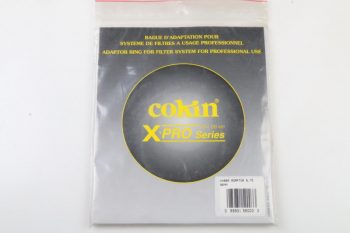 BAGUE D'ADAPTATION POUR
SYSTEME DE FILTRES A USAGE PROFESSIONNEL
ADAPTOR RING FOR FILTER SYSTEM FOR PROFESSIONAL USE
cokin
X PRO Series